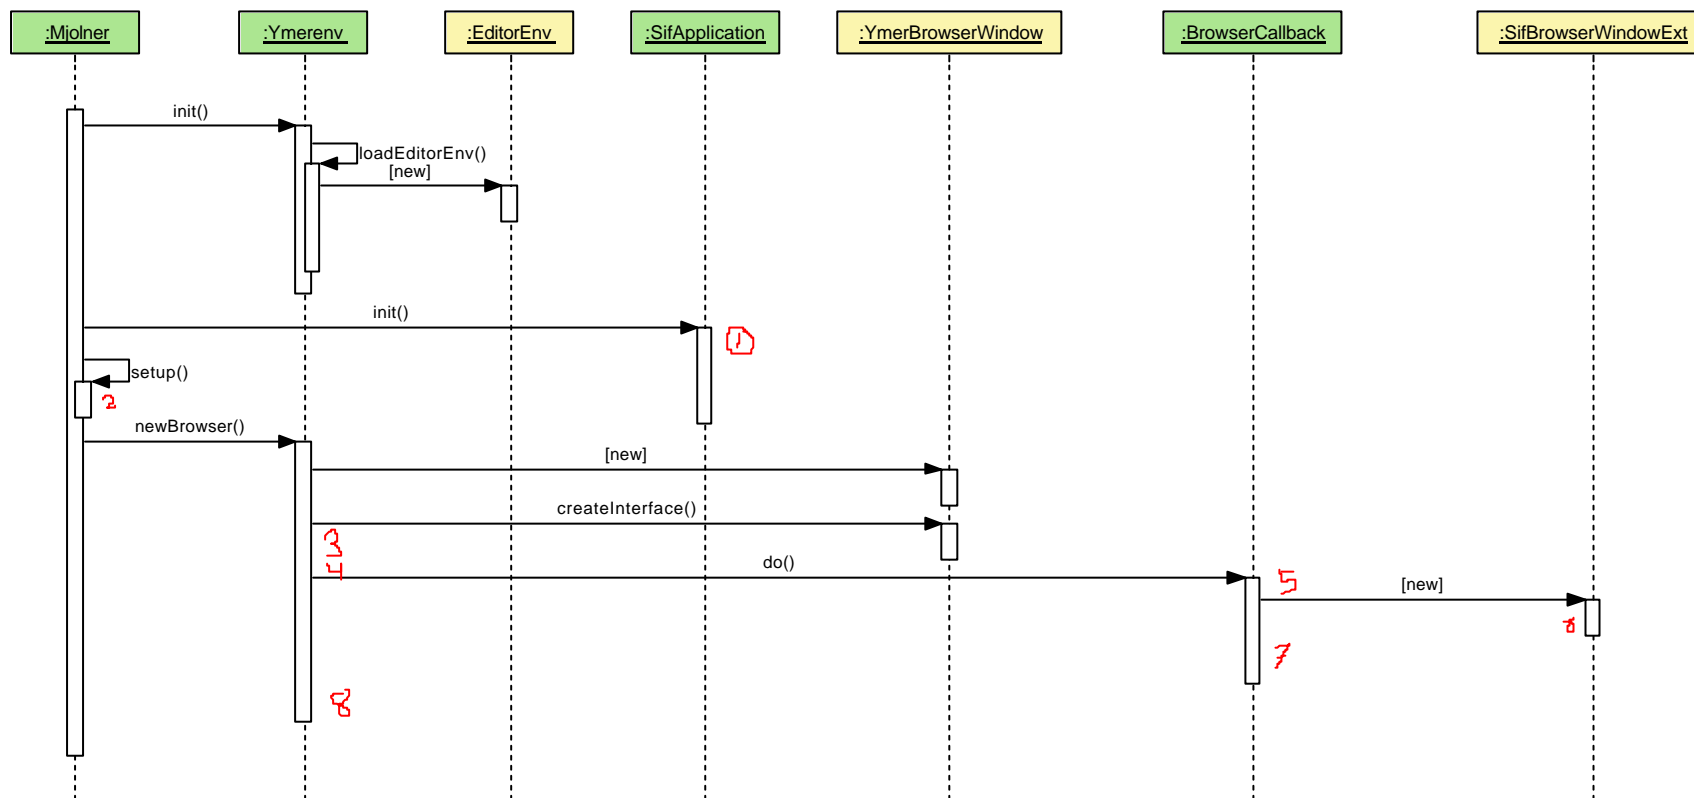 :Mjolner
:Ymerenv
:EditorEnv
:SifApplication
:YmerBrowserWindow
:BrowserCallback
:SifBrowserWindowExt
init()
loadEditorEnv()
[new]
init()
1
setup()
2
newBrowser()
[new]
createInterface()
3
4
do()
5
[new]
7
8